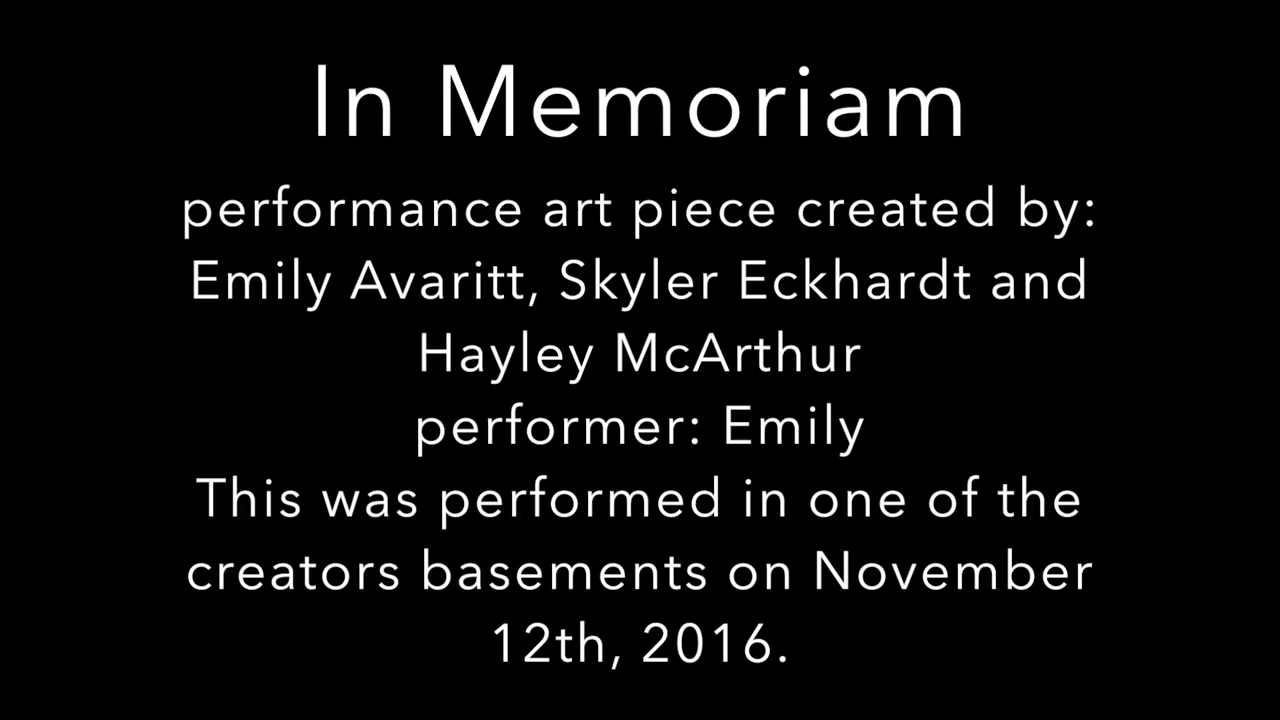 In Memoriam
performance art piece created by:
Emily Avaritt, Skyler Eckhardt and
Hayley McArthur
performer: Emily
This was performed in one of the
creators basements on November
12th, 2016.